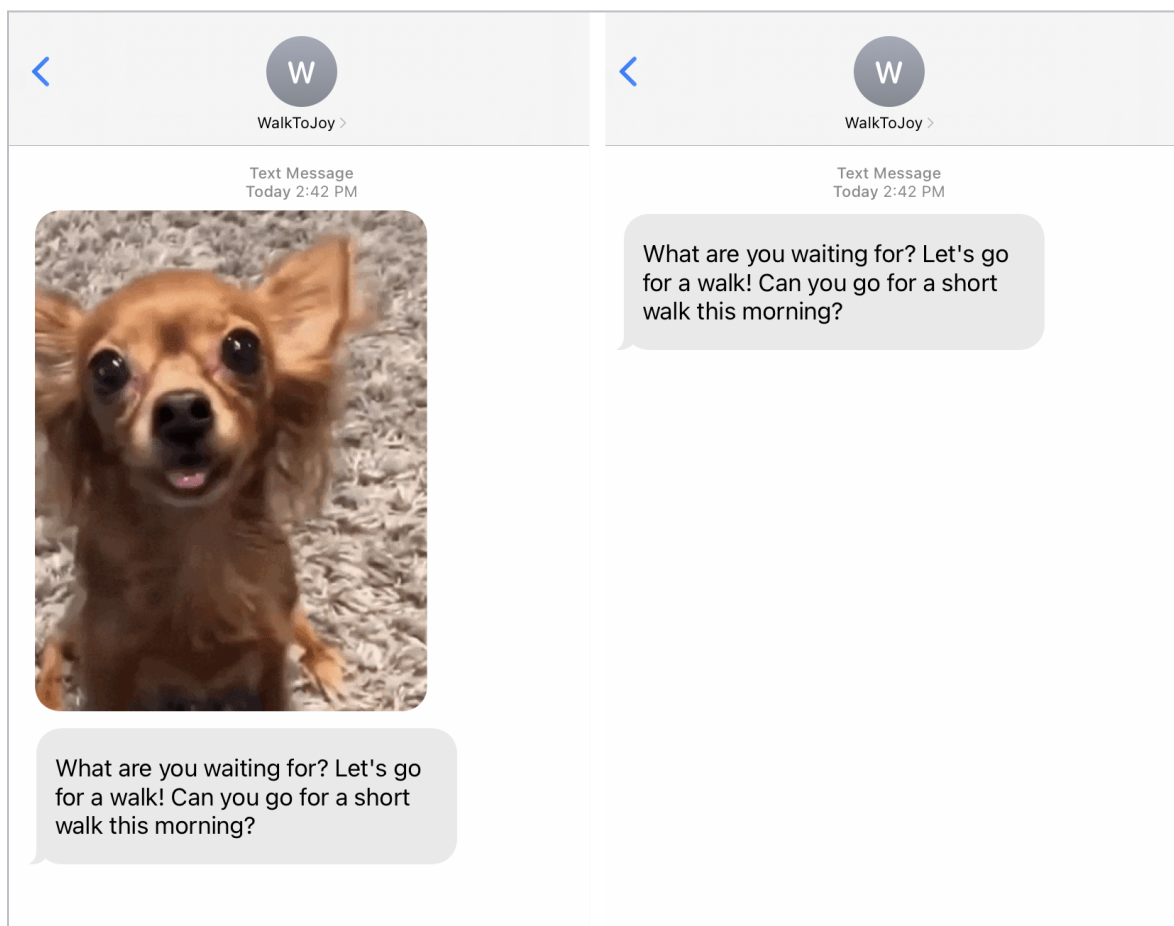 W
WalkToJoy
Text Message
Today 2:42 PM
What are you waiting for? Let's go
for a walk! Can you go for a short
walk this morning?
W
WalkToJoy
Text Message
Today 2:42 PM
What are you waiting for? Let's go
for a walk! Can you go for a short
walk this morning?